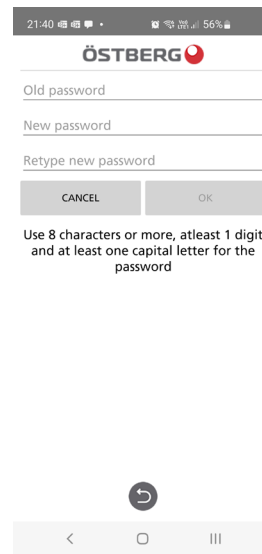 21:40 56%
ÖSTBERG
Old password
New password
Retype new password
CANCEL OK
Use 8 characters or more, atleast 1 digit
and at least one capital letter for the
password